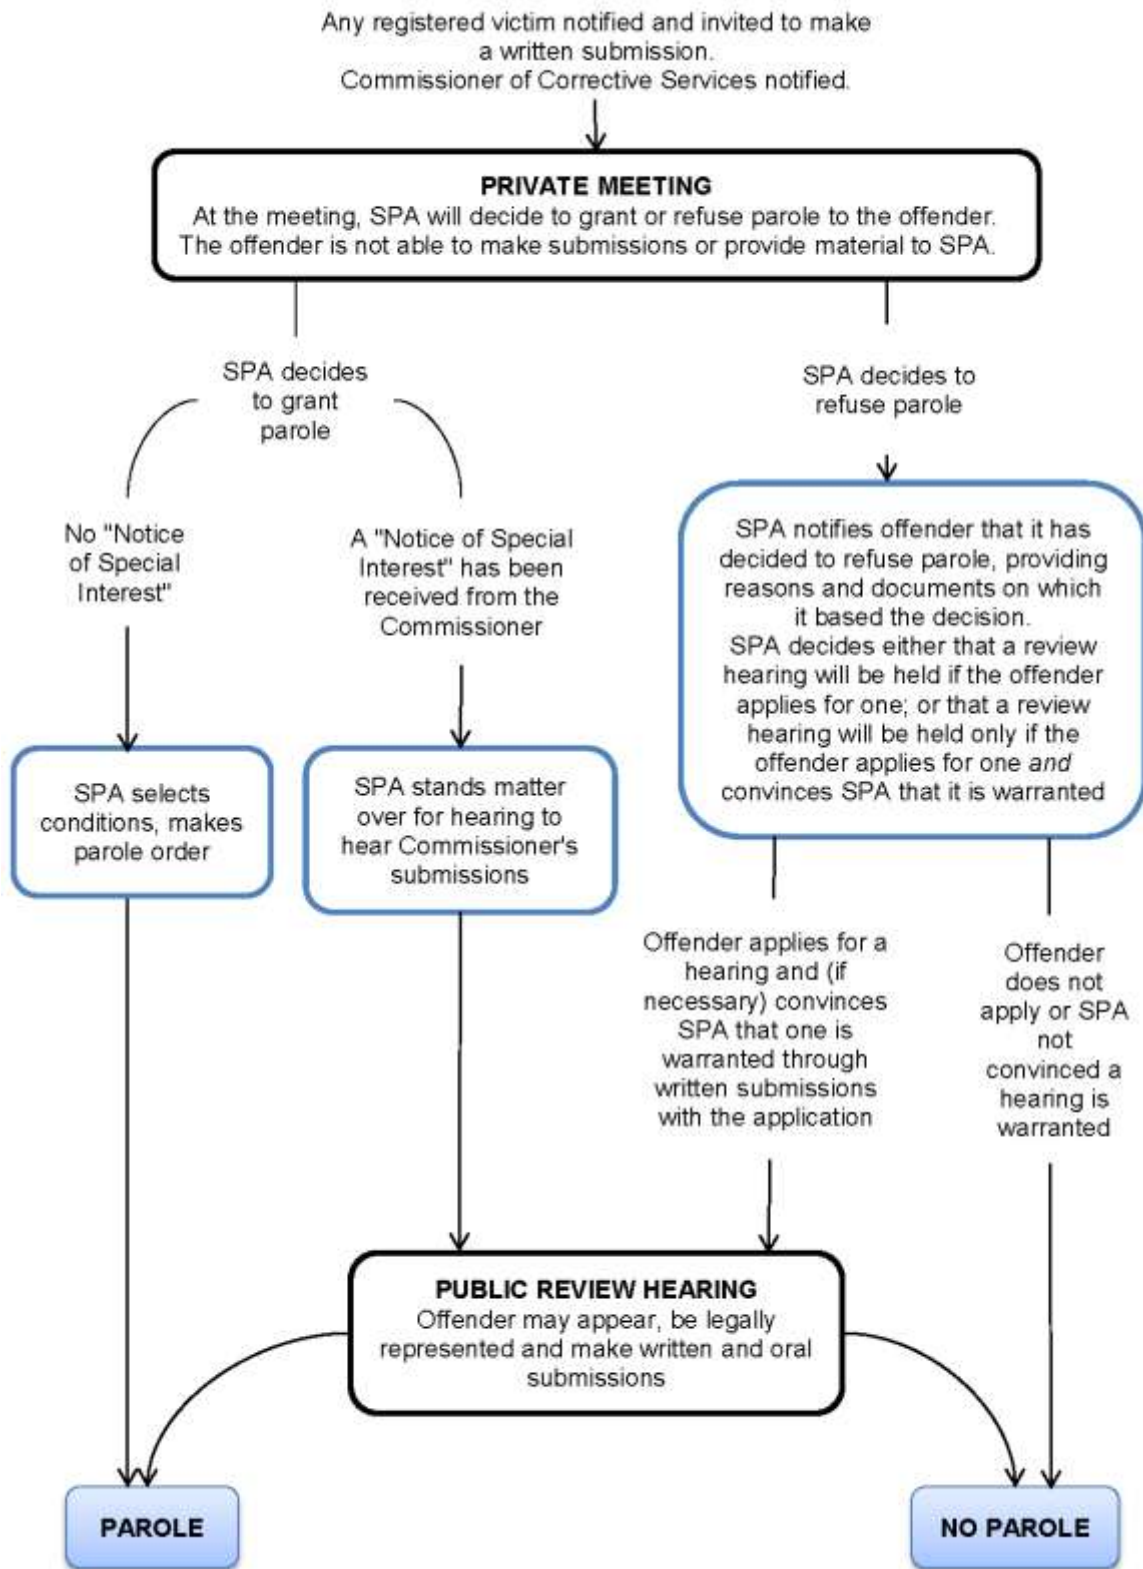 Any registered victim notified and invited to make
a written submission.
Commissioner of Corrective Services notified.
PRIVATE MEETING
At the meeting, SPA will decide to grant or refuse parole to the offender.
The offender is not able to make submissions or provide material to SPA.
SPA decides
to grant
parole
SPA decides to
refuse parole
No "Notice
of Special
Interest"
A "Notice of Special
Interest" has been
received from the
Commissioner
SPA notifies offender that it has
decided to refuse parole, providing
reasons and documents on which
it based the decision.
SPA decides either that a review
hearing will be held if the offender
applies for one; or that a review
hearing will be held only if the
offender applies for one and
convinces SPA that it is warranted
SPA selects
conditions, makes
parole order
SPA stands matter
over for hearing to
hear Commissioner's
submissions
Offender applies for a
hearing and (if
necessary) convinces
SPA that one is
warranted through
written submissions
with the application
Offender
does not
apply or SPA
not
convinced a
hearing is
warranted
PUBLIC REVIEW HEARING
Offender may appear, be legally
represented and make written and oral
submissions
PAROLE
NO PAROLE